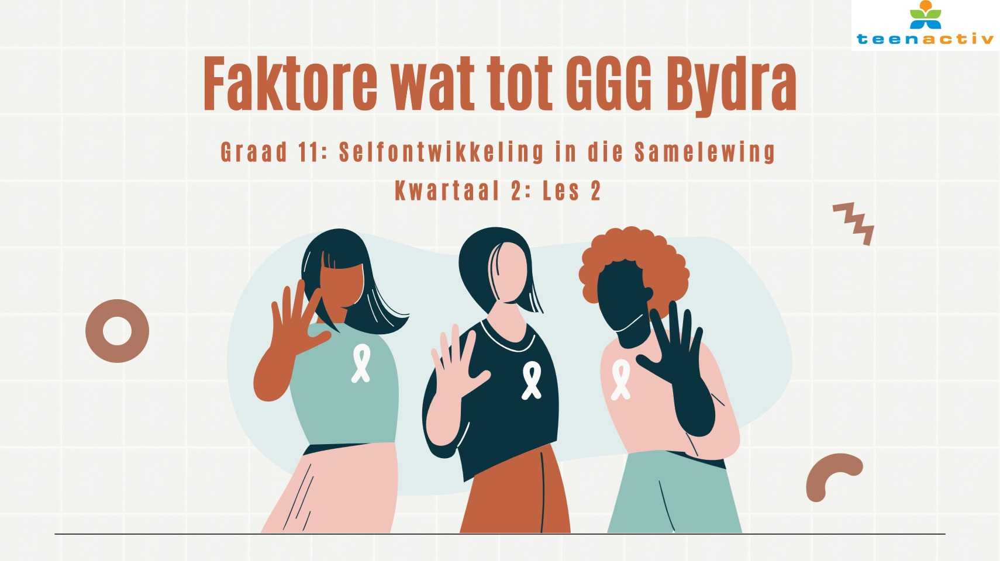 teenactiv
Faktore wat tot GGG Bydra
Graad 11: Selfontwikkeling in die Samelewing
Kwartaal 2: Les 2